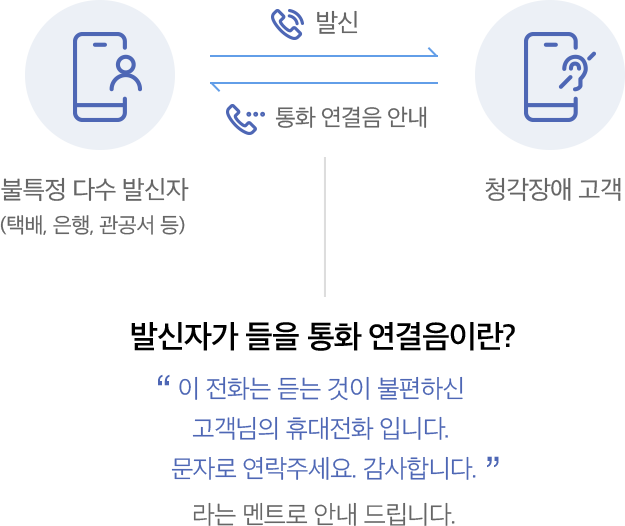 발신
통화 연결음 안내
불특정 다수 발신자
(택배, 은행, 관공서 등)
청각장애 고객
발신자가 들을 통화 연결음이란?
“ 이 전화는 듣는 것이 불편하신
고객님의 휴대전화 입니다.
문자로 연락주세요. 감사합니다. ”
라는 멘트로 안내 드립니다.